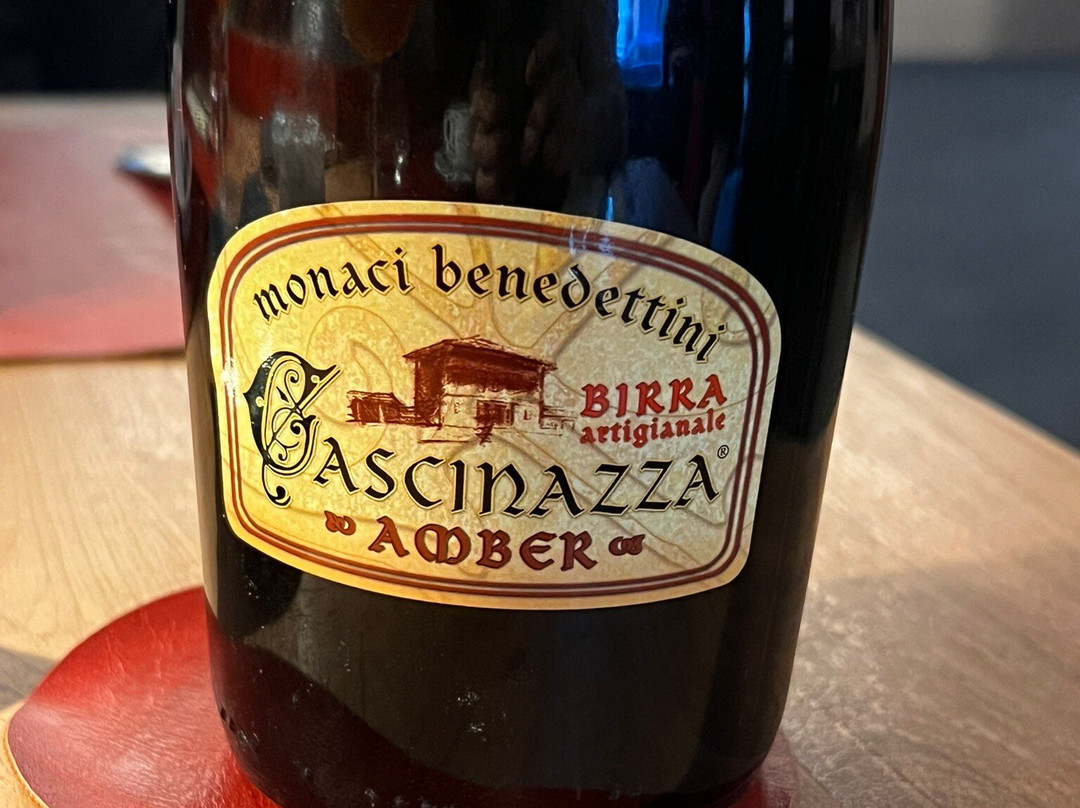 monaci benedettini
BIRRA
artigianale
CASCINAZZA®
AMBER